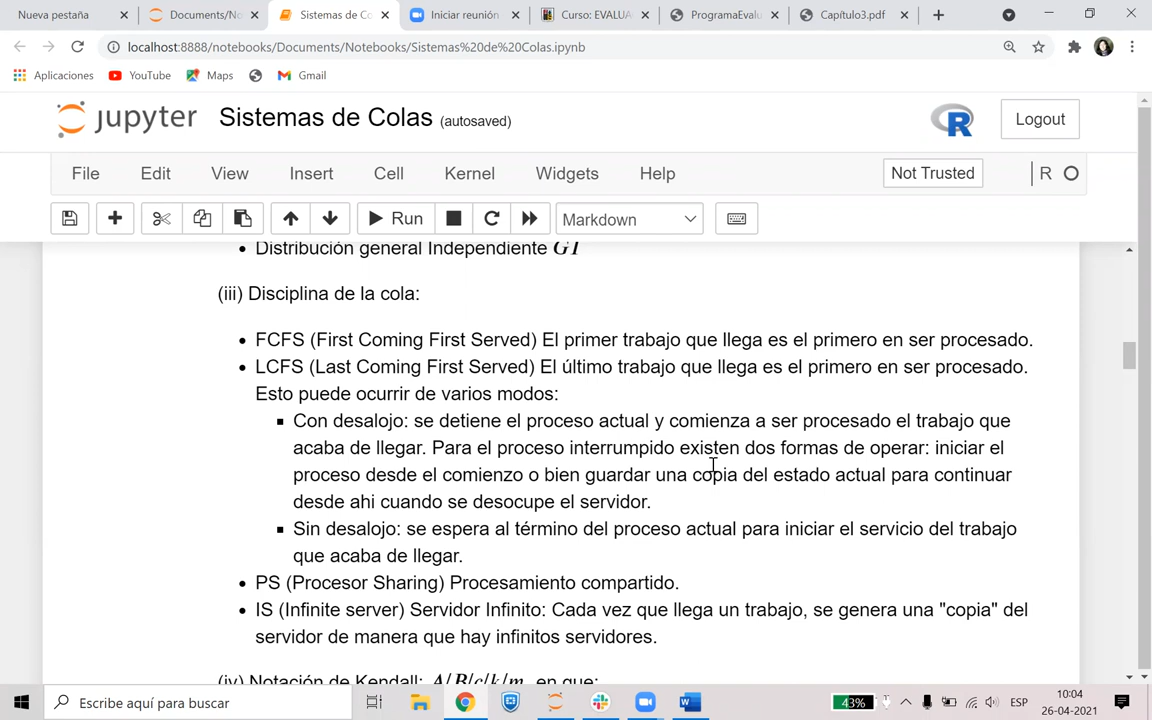 Nueva pestaña
Documents/No
Sistemas de Co
Iniciar reunión
Curso: EVALUA
ProgramaEvalu
Capítulo3.pdf
localhost:8888/notebooks/Documents/Notebooks/Sistemas%20de%20Colas.ipynb
Aplicaciones YouTube Maps Gmail
jupyter Sistemas de Colas (autosaved) R Logout
File Edit View Insert Cell Kernel Widgets Help Not Trusted R
Run Markdown
• Distribución general Independiente GI
(iii) Disciplina de la cola:
• FCFS (First Coming First Served) El primer trabajo que llega es el primero en ser procesado.
• LCFS (Last Coming First Served) El último trabajo que llega es el primero en ser procesado.
Esto puede ocurrir de varios modos:
▪ Con desalojo: se detiene el proceso actual y comienza a ser procesado el trabajo que
acaba de llegar. Para el proceso interrumpido existen dos formas de operar: iniciar el
proceso desde el comienzo o bien guardar una copia del estado actual para continuar
desde ahi cuando se desocupe el servidor.
▪ Sin desalojo: se espera al término del proceso actual para iniciar el servicio del trabajo
que acaba de llegar.
• PS (Procesor Sharing) Procesamiento compartido.
• IS (Infinite server) Servidor Infinito: Cada vez que llega un trabajo, se genera una "copia" del
servidor de manera que hay infinitos servidores.
(iv) Notación de Kendall: A/B/c/k/m en que:
Escribe aquí para buscar
43%
ESP
10:04
26-04-2021